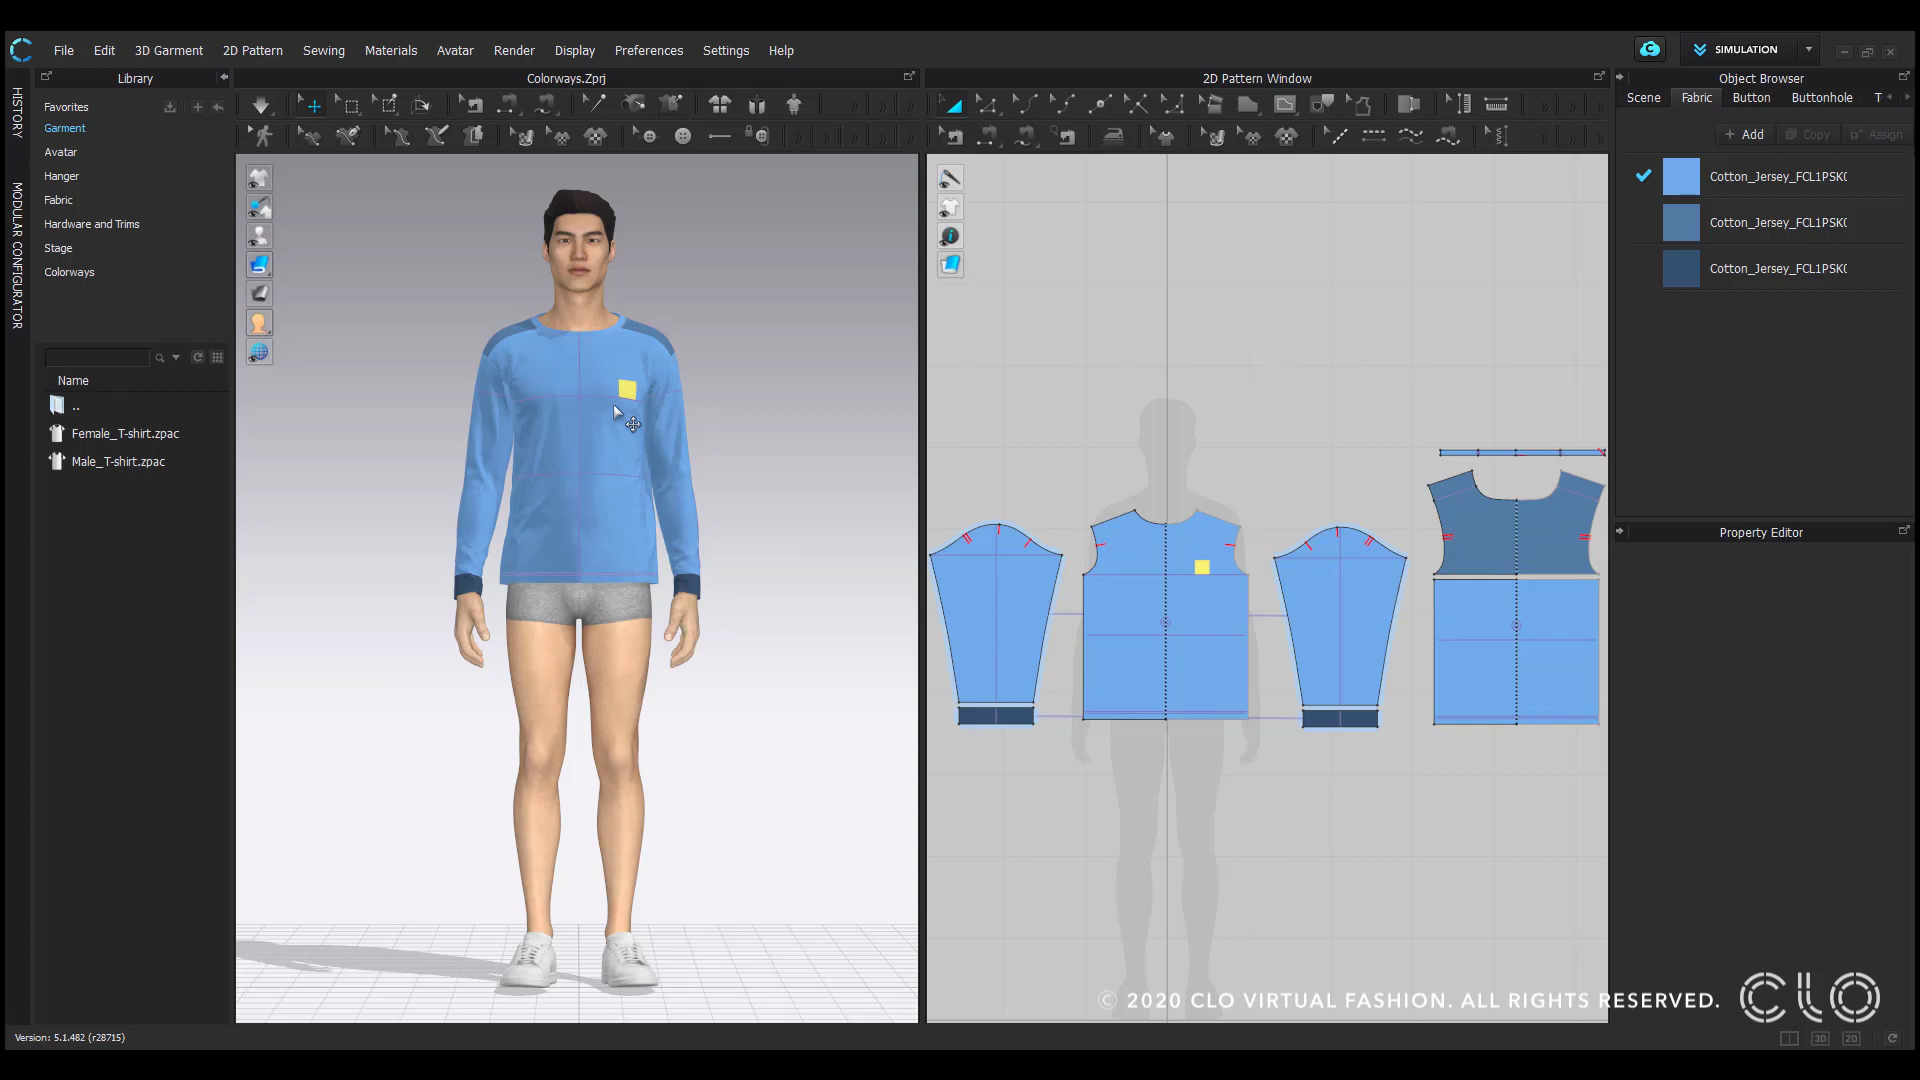 File Edit 3D Garment 2D Pattern Sewing Materials Avatar Render Display Preferences Settings Help
SIMULATION
Library
Colorways.Zprj
2D Pattern Window
Object Browser
HISTORY
MODULAR CONFIGURATOR
Favorites
Garment
Avatar
Hanger
Fabric
Hardware and Trims
Stage
Colorways
Name
..
Female_T-shirt.zpac
Male_T-shirt.zpac
Scene Fabric Button Buttonhole T
+ Add Copy Assign
Cotton_Jersey_FCL1PSK
Cotton_Jersey_FCL1PSK
Cotton_Jersey_FCL1PSK
Property Editor
© 2020 CLO VIRTUAL FASHION. ALL RIGHTS RESERVED.
CLO
Version: 5.1.482 (r28715)
3D 2D